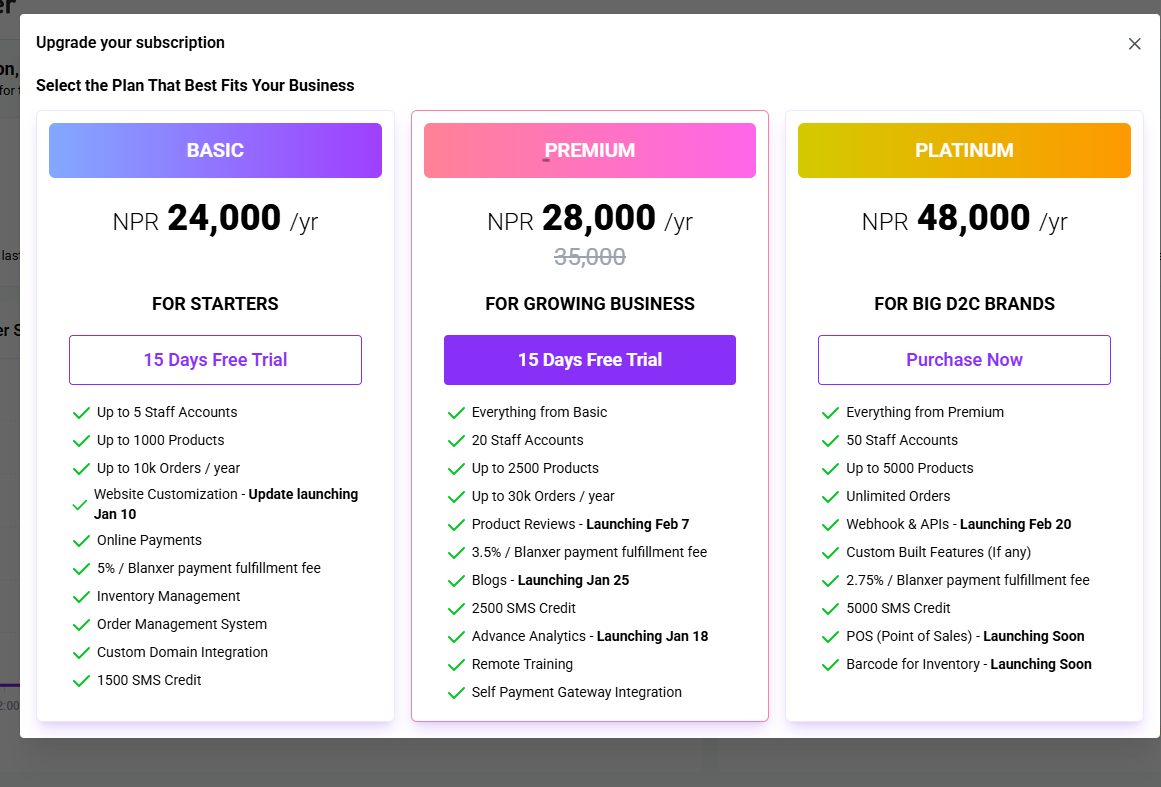 er
Upgrade your subscription
on,
Select the Plan That Best Fits Your Business
for
BASIC
NPR 24,000 /yr
FOR STARTERS
15 Days Free Trial
Up to 5 Staff Accounts
Up to 1000 Products
Up to 10k Orders / year
Website Customization - Update launching
Jan 10
Online Payments
5% / Blanxer payment fulfillment fee
Inventory Management
Order Management System
Custom Domain Integration
1500 SMS Credit
PREMIUM
NPR 28,000 /yr
35,000
FOR GROWING BUSINESS
15 Days Free Trial
Everything from Basic
20 Staff Accounts
Up to 2500 Products
Up to 30k Orders / year
Product Reviews - Launching Feb 7
3.5% / Blanxer payment fulfillment fee
Blogs - Launching Jan 25
2500 SMS Credit
Advance Analytics - Launching Jan 18
Remote Training
Self Payment Gateway Integration
PLATINUM
NPR 48,000 /yr
FOR BIG D2C BRANDS
Purchase Now
Everything from Premium
50 Staff Accounts
Up to 5000 Products
Unlimited Orders
Webhook & APIs - Launching Feb 20
Custom Built Features (If any)
2.75% / Blanxer payment fulfillment fee
5000 SMS Credit
POS (Point of Sales) - Launching Soon
Barcode for Inventory - Launching Soon
last
er S
2:00